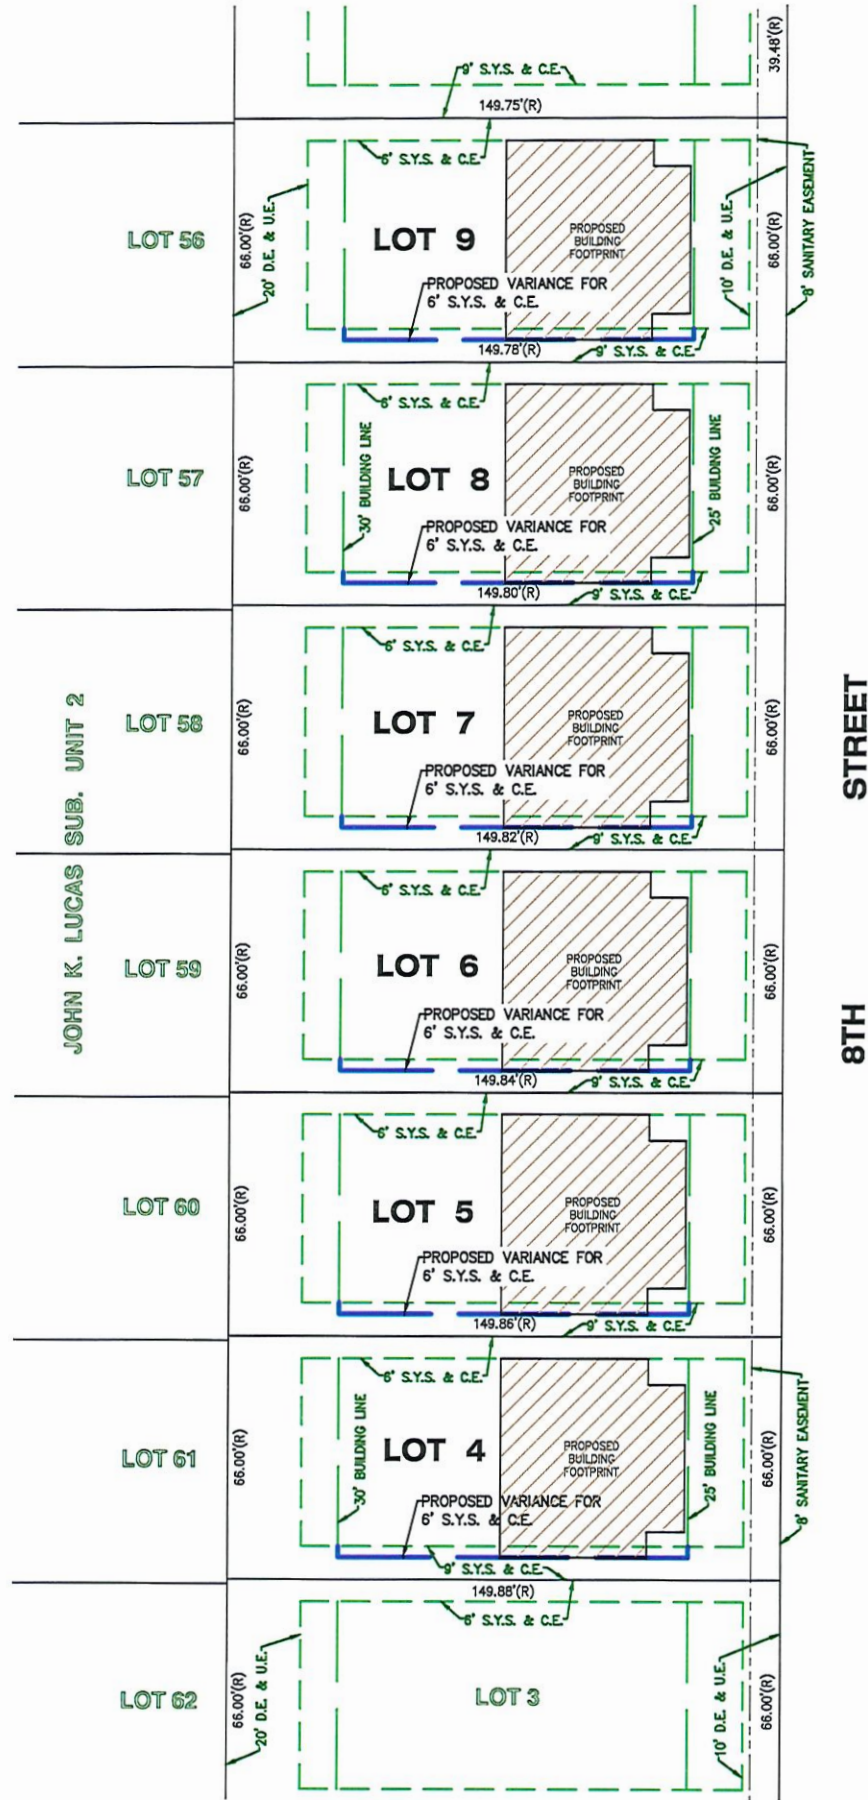 39.48'(R)
9' S.Y.S. & C.E.
149.75'(R)
6' S.Y.S. & C.E.
LOT 56
66.00'(R)
20' D.E. & U.E.
LOT 9
PROPOSED
BUILDING
FOOTPRINT
10' D.E. & U.E.
66.00'(R)
8' SANITARY EASEMENT
PROPOSED VARIANCE FOR
6' S.Y.S. & C.E.
149.78'(R)
9' S.Y.S. & C.E.
6' S.Y.S. & C.E.
LOT 57
66.00'(R)
30' BUILDING LINE
LOT 8
PROPOSED
BUILDING
FOOTPRINT
25' BUILDING LINE
66.00'(R)
PROPOSED VARIANCE FOR
6' S.Y.S. & C.E.
149.80'(R)
9' S.Y.S. & C.E.
6' S.Y.S. & C.E.
JOHN K. LUCAS SUB. UNIT 2
LOT 58
66.00'(R)
LOT 7
PROPOSED
BUILDING
FOOTPRINT
66.00'(R)
8TH STREET
PROPOSED VARIANCE FOR
6' S.Y.S. & C.E.
149.82'(R)
9' S.Y.S. & C.E.
6' S.Y.S. & C.E.
LOT 59
66.00'(R)
LOT 6
PROPOSED
BUILDING
FOOTPRINT
66.00'(R)
PROPOSED VARIANCE FOR
6' S.Y.S. & C.E.
149.84'(R)
9' S.Y.S. & C.E.
6' S.Y.S. & C.E.
LOT 60
66.00'(R)
LOT 5
PROPOSED
BUILDING
FOOTPRINT
66.00'(R)
PROPOSED VARIANCE FOR
6' S.Y.S. & C.E.
149.86'(R)
9' S.Y.S. & C.E.
6' S.Y.S. & C.E.
LOT 61
66.00'(R)
30' BUILDING LINE
LOT 4
PROPOSED
BUILDING
FOOTPRINT
25' BUILDING LINE
66.00'(R)
8' SANITARY EASEMENT
PROPOSED VARIANCE FOR
6' S.Y.S. & C.E.
9' S.Y.S. & C.E.
149.88'(R)
6' S.Y.S. & C.E.
LOT 62
66.00'(R)
20' D.E. & U.E.
LOT 3
10' D.E. & U.E.
66.00'(R)